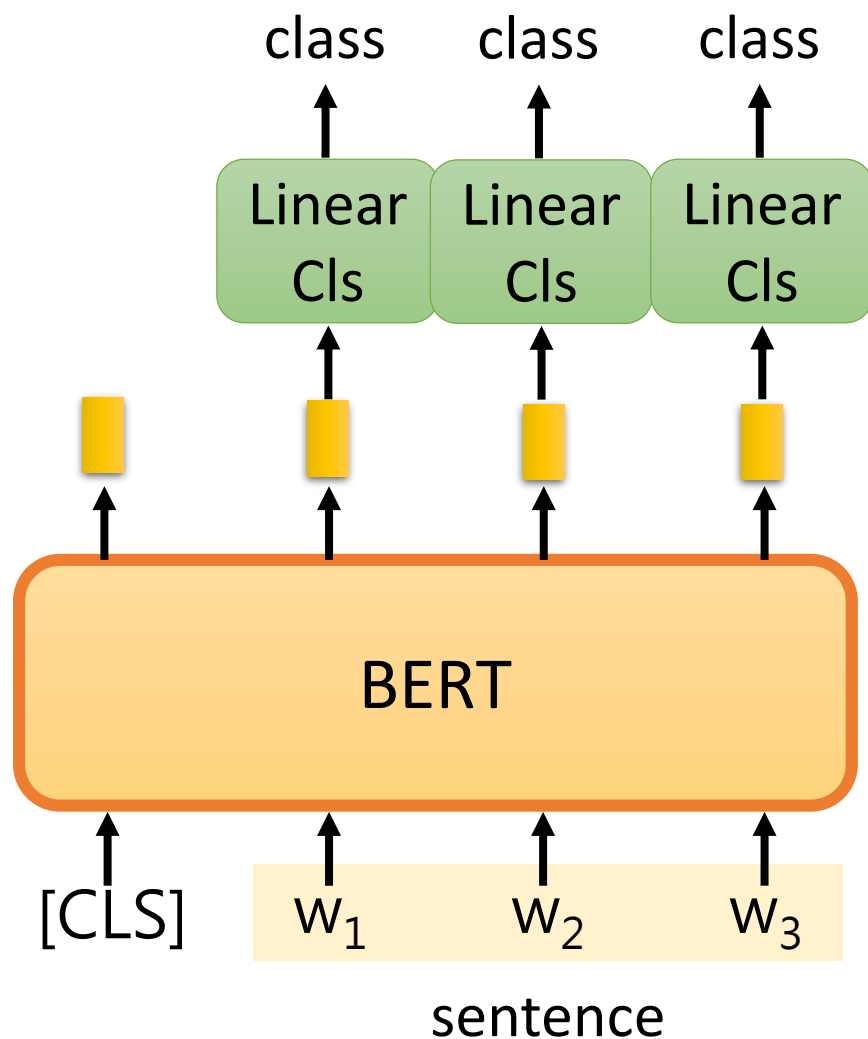 class class class
Linear Linear Linear
Cls Cls Cls
BERT
[CLS] w₁ w₂ w₃
sentence